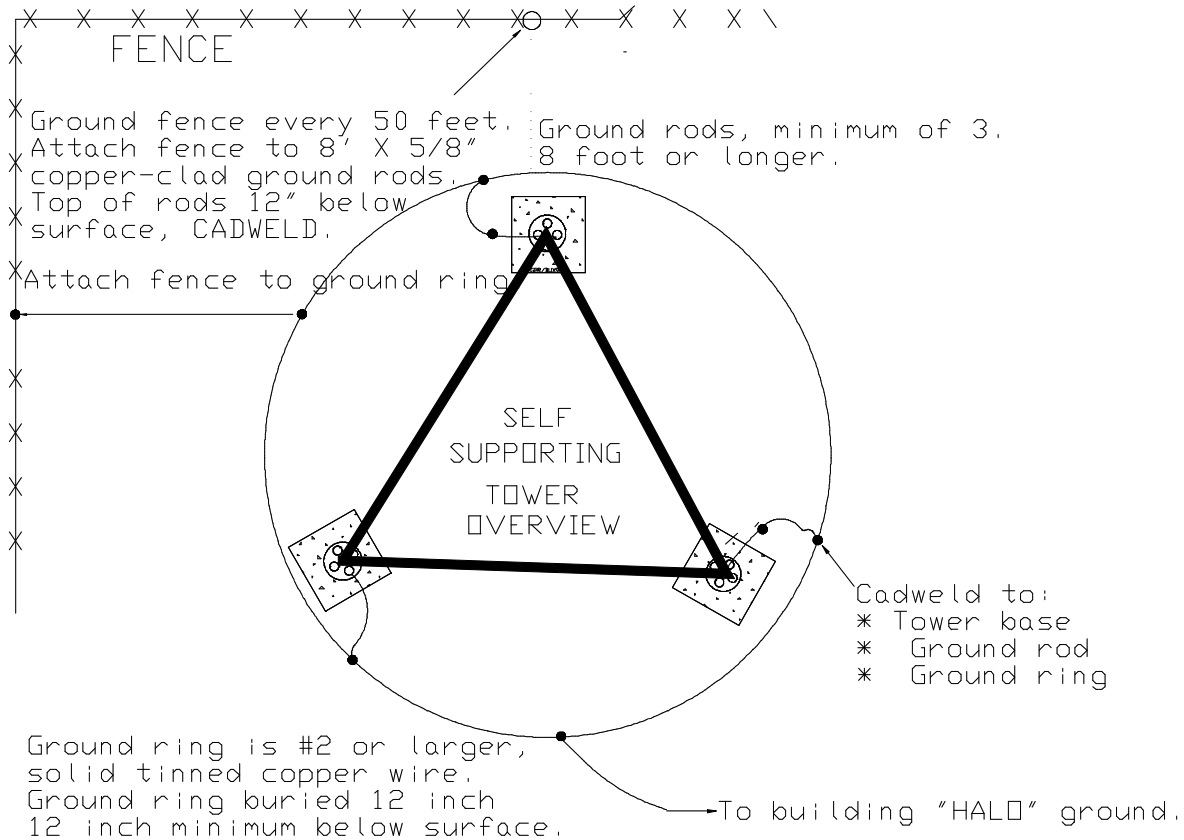 FENCE
Ground fence every 50 feet.
Attach fence to 8' X 5/8"
copper-clad ground rods.
Top of rods 12" below
surface, CADWELD.
Ground rods, minimum of 3.
8 foot or longer.
Attach fence to ground ring
SELF
SUPPORTING
TOWER
OVERVIEW
Cadweld to:
* Tower base
* Ground rod
* Ground ring
Ground ring is #2 or larger,
solid tinned copper wire.
Ground ring buried 12 inch
12 inch minimum below surface.
To building "HALO" ground.